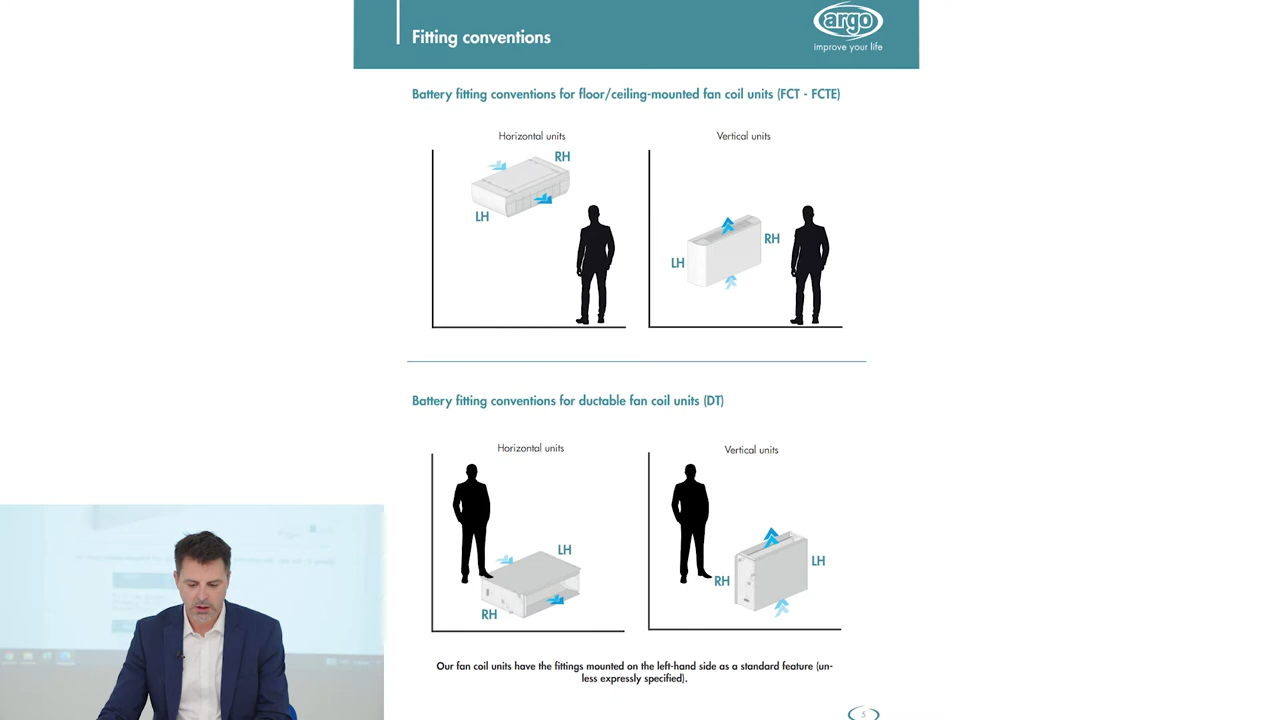 Fitting conventions
argo
improve your life
Battery fitting conventions for floor/ceiling-mounted fan coil units (FCT - FCTE)
Horizontal units
RH
LH
Vertical units
RH
LH
Battery fitting conventions for ductable fan coil units (DT)
Horizontal units
LH
RH
Vertical units
LH
RH
Our fan coil units have the fittings mounted on the left-hand side as a standard feature (un-
less expressly specified).
5